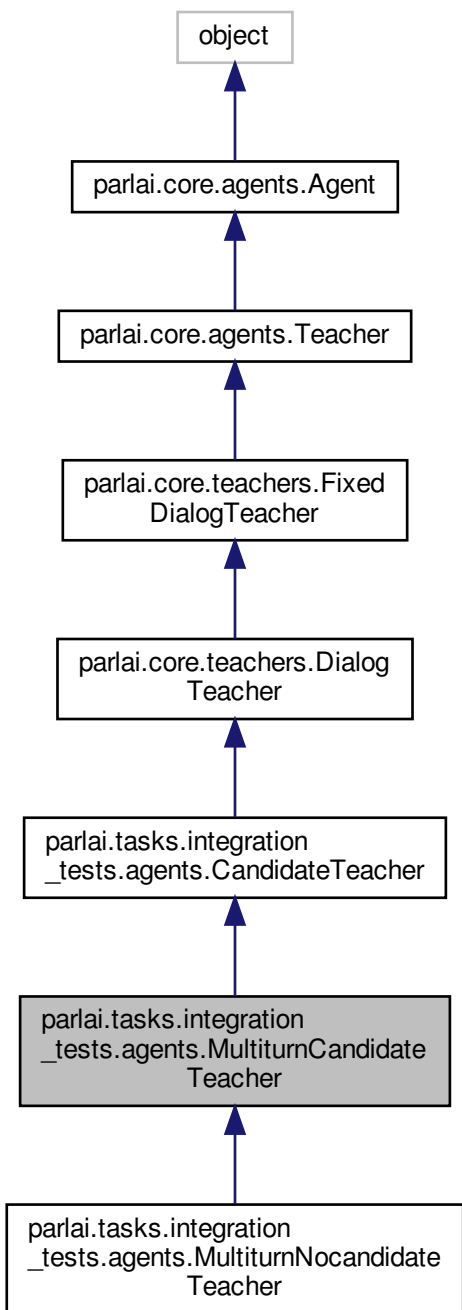 object
parlai.core.agents.Agent
parlai.core.agents.Teacher
parlai.core.teachers.Fixed
DialogTeacher
parlai.core.teachers.Dialog
Teacher
parlai.tasks.integration
_tests.agents.CandidateTeacher
parlai.tasks.integration
_tests.agents.MultiturnCandidate
Teacher
parlai.tasks.integration
_tests.agents.MultiturnNocandidate
Teacher